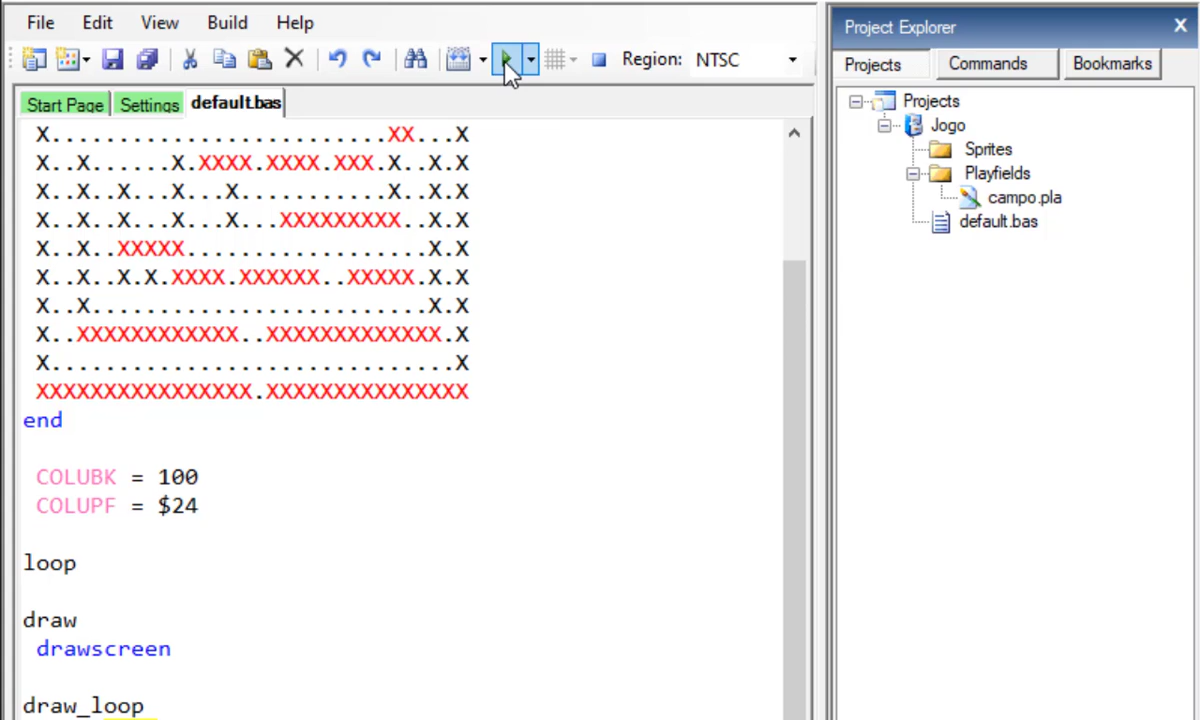 File Edit View Build Help
Region: NTSC
Start Page Settings default.bas
X.........................XX...X
X..X......X.XXXX.XXXX.XXX.X..X.X
X..X..X...X...X...........X..X.X
X..X..X...X...X...XXXXXXXXX..X.X
X..X..XXXXX..................X.X
X..X..X.X.XXXX.XXXXXX..XXXXX.X.X
X..X.........................X.X
X..XXXXXXXXXXXX..XXXXXXXXXXXXX.X
X..............................X
XXXXXXXXXXXXXXXX.XXXXXXXXXXXXXXX
end
COLUBK = 100
COLUPF = $24
loop
draw
drawscreen
draw_loop
Project Explorer X
Projects Commands Bookmarks
Projects
Jogo
Sprites
Playfields
campo.pla
default.bas